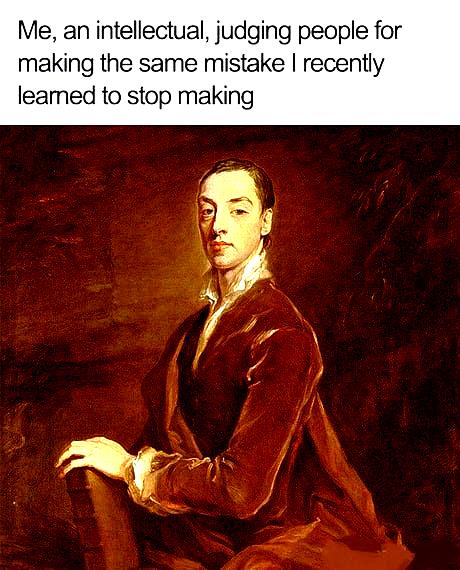 Me, an intellectual, judging people for
making the same mistake I recently
learned to stop making